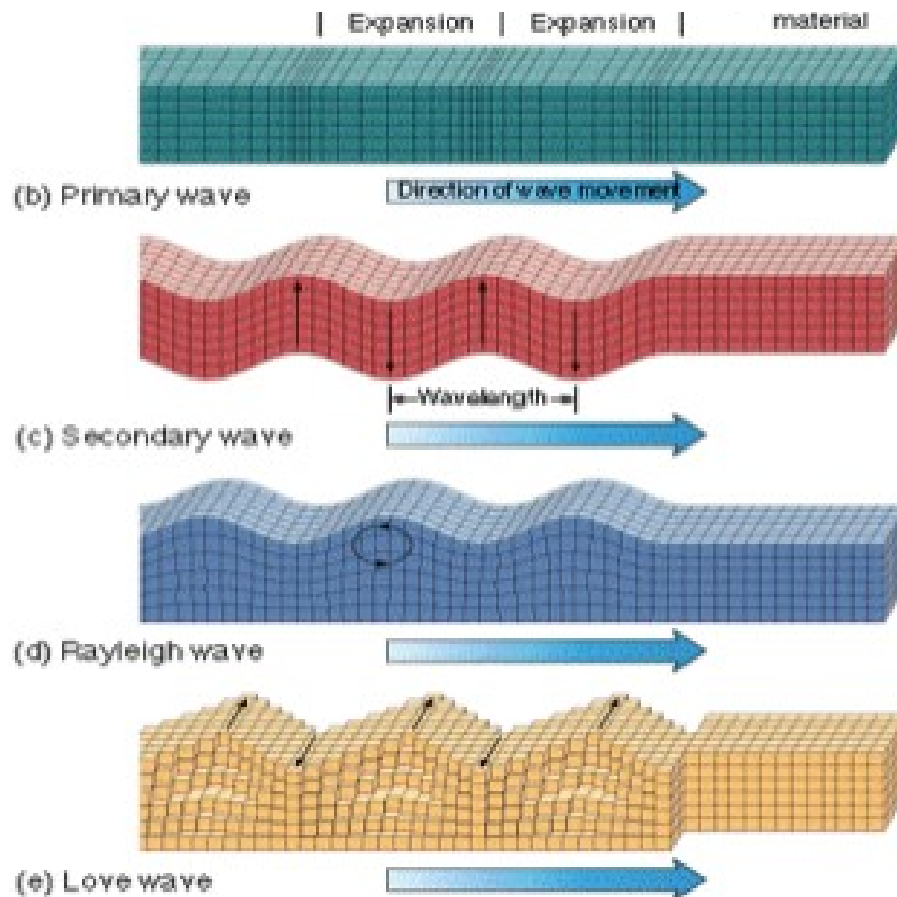 | Expansion | Expansion | material
(b) Primary wave
Direction of wave movement
Wavelength
(c) Secondary wave
(d) Rayleigh wave
(e) Love wave